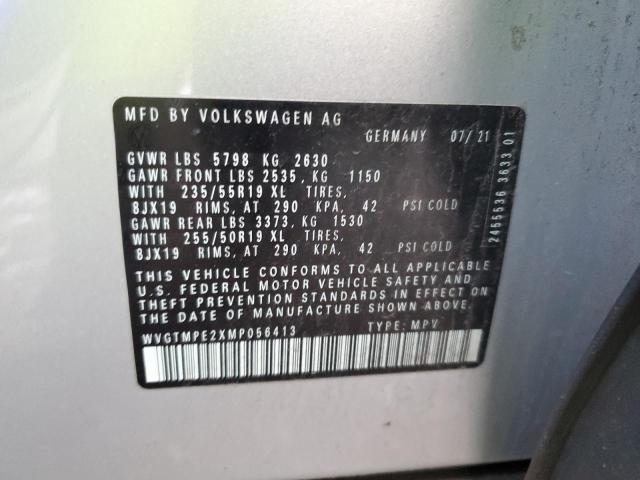 MFD BY VOLKSWAGEN AG
GERMANY 07/21
GVWR LBS 5798 KG 2630
GAWR FRONT LBS 2535, KG 1150
WITH 235/55R19 XL TIRES,
8JX19 RIMS, AT 290 KPA, 42 PSI COLD
GAWR REAR LBS 3373, KG 1530
WITH 255/50R19 XL TIRES,
8JX19 RIMS, AT 290 KPA, 42 PSI COLD
THIS VEHICLE CONFORMS TO ALL APPLICABLE
U.S. FEDERAL MOTOR VEHICLE SAFETY AND
THEFT PREVENTION STANDARDS IN EFFECT ON
THE DATE OF MANUFACTURE SHOWN ABOVE.
WVGTMPE2XMP056413 TYPE: MPV
2455536 3633 01